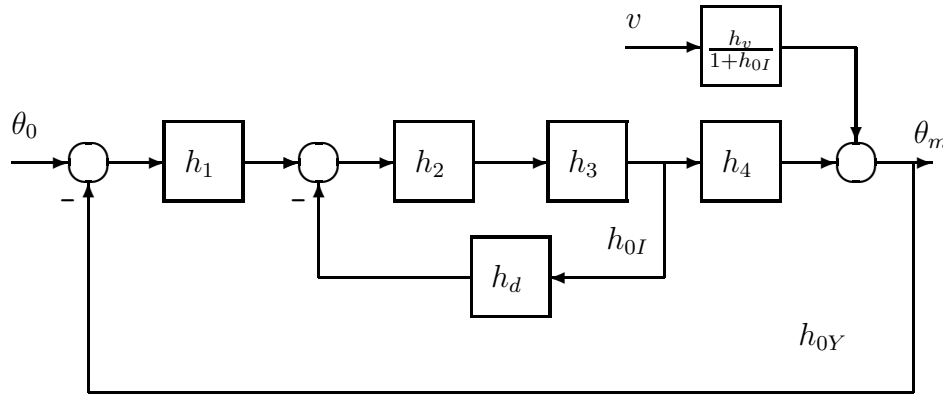 v
h_v
1+h_{0I}
θ_0
h_1
h_2
h_3
h_4
θ_m
-
-
h_{0I}
h_d
h_{0Y}